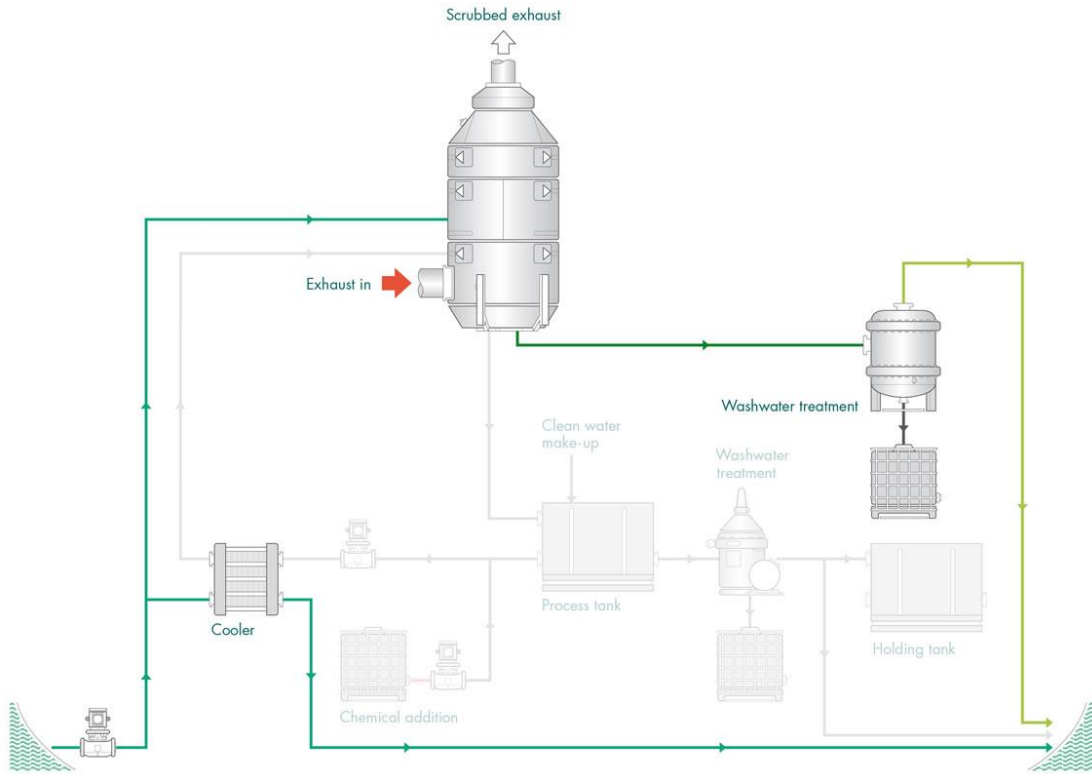 Scrubbed exhaust
Exhaust in
Washwater treatment
Clean water
make-up
Washwater
treatment
Process tank
Cooler
Holding tank
Chemical addition